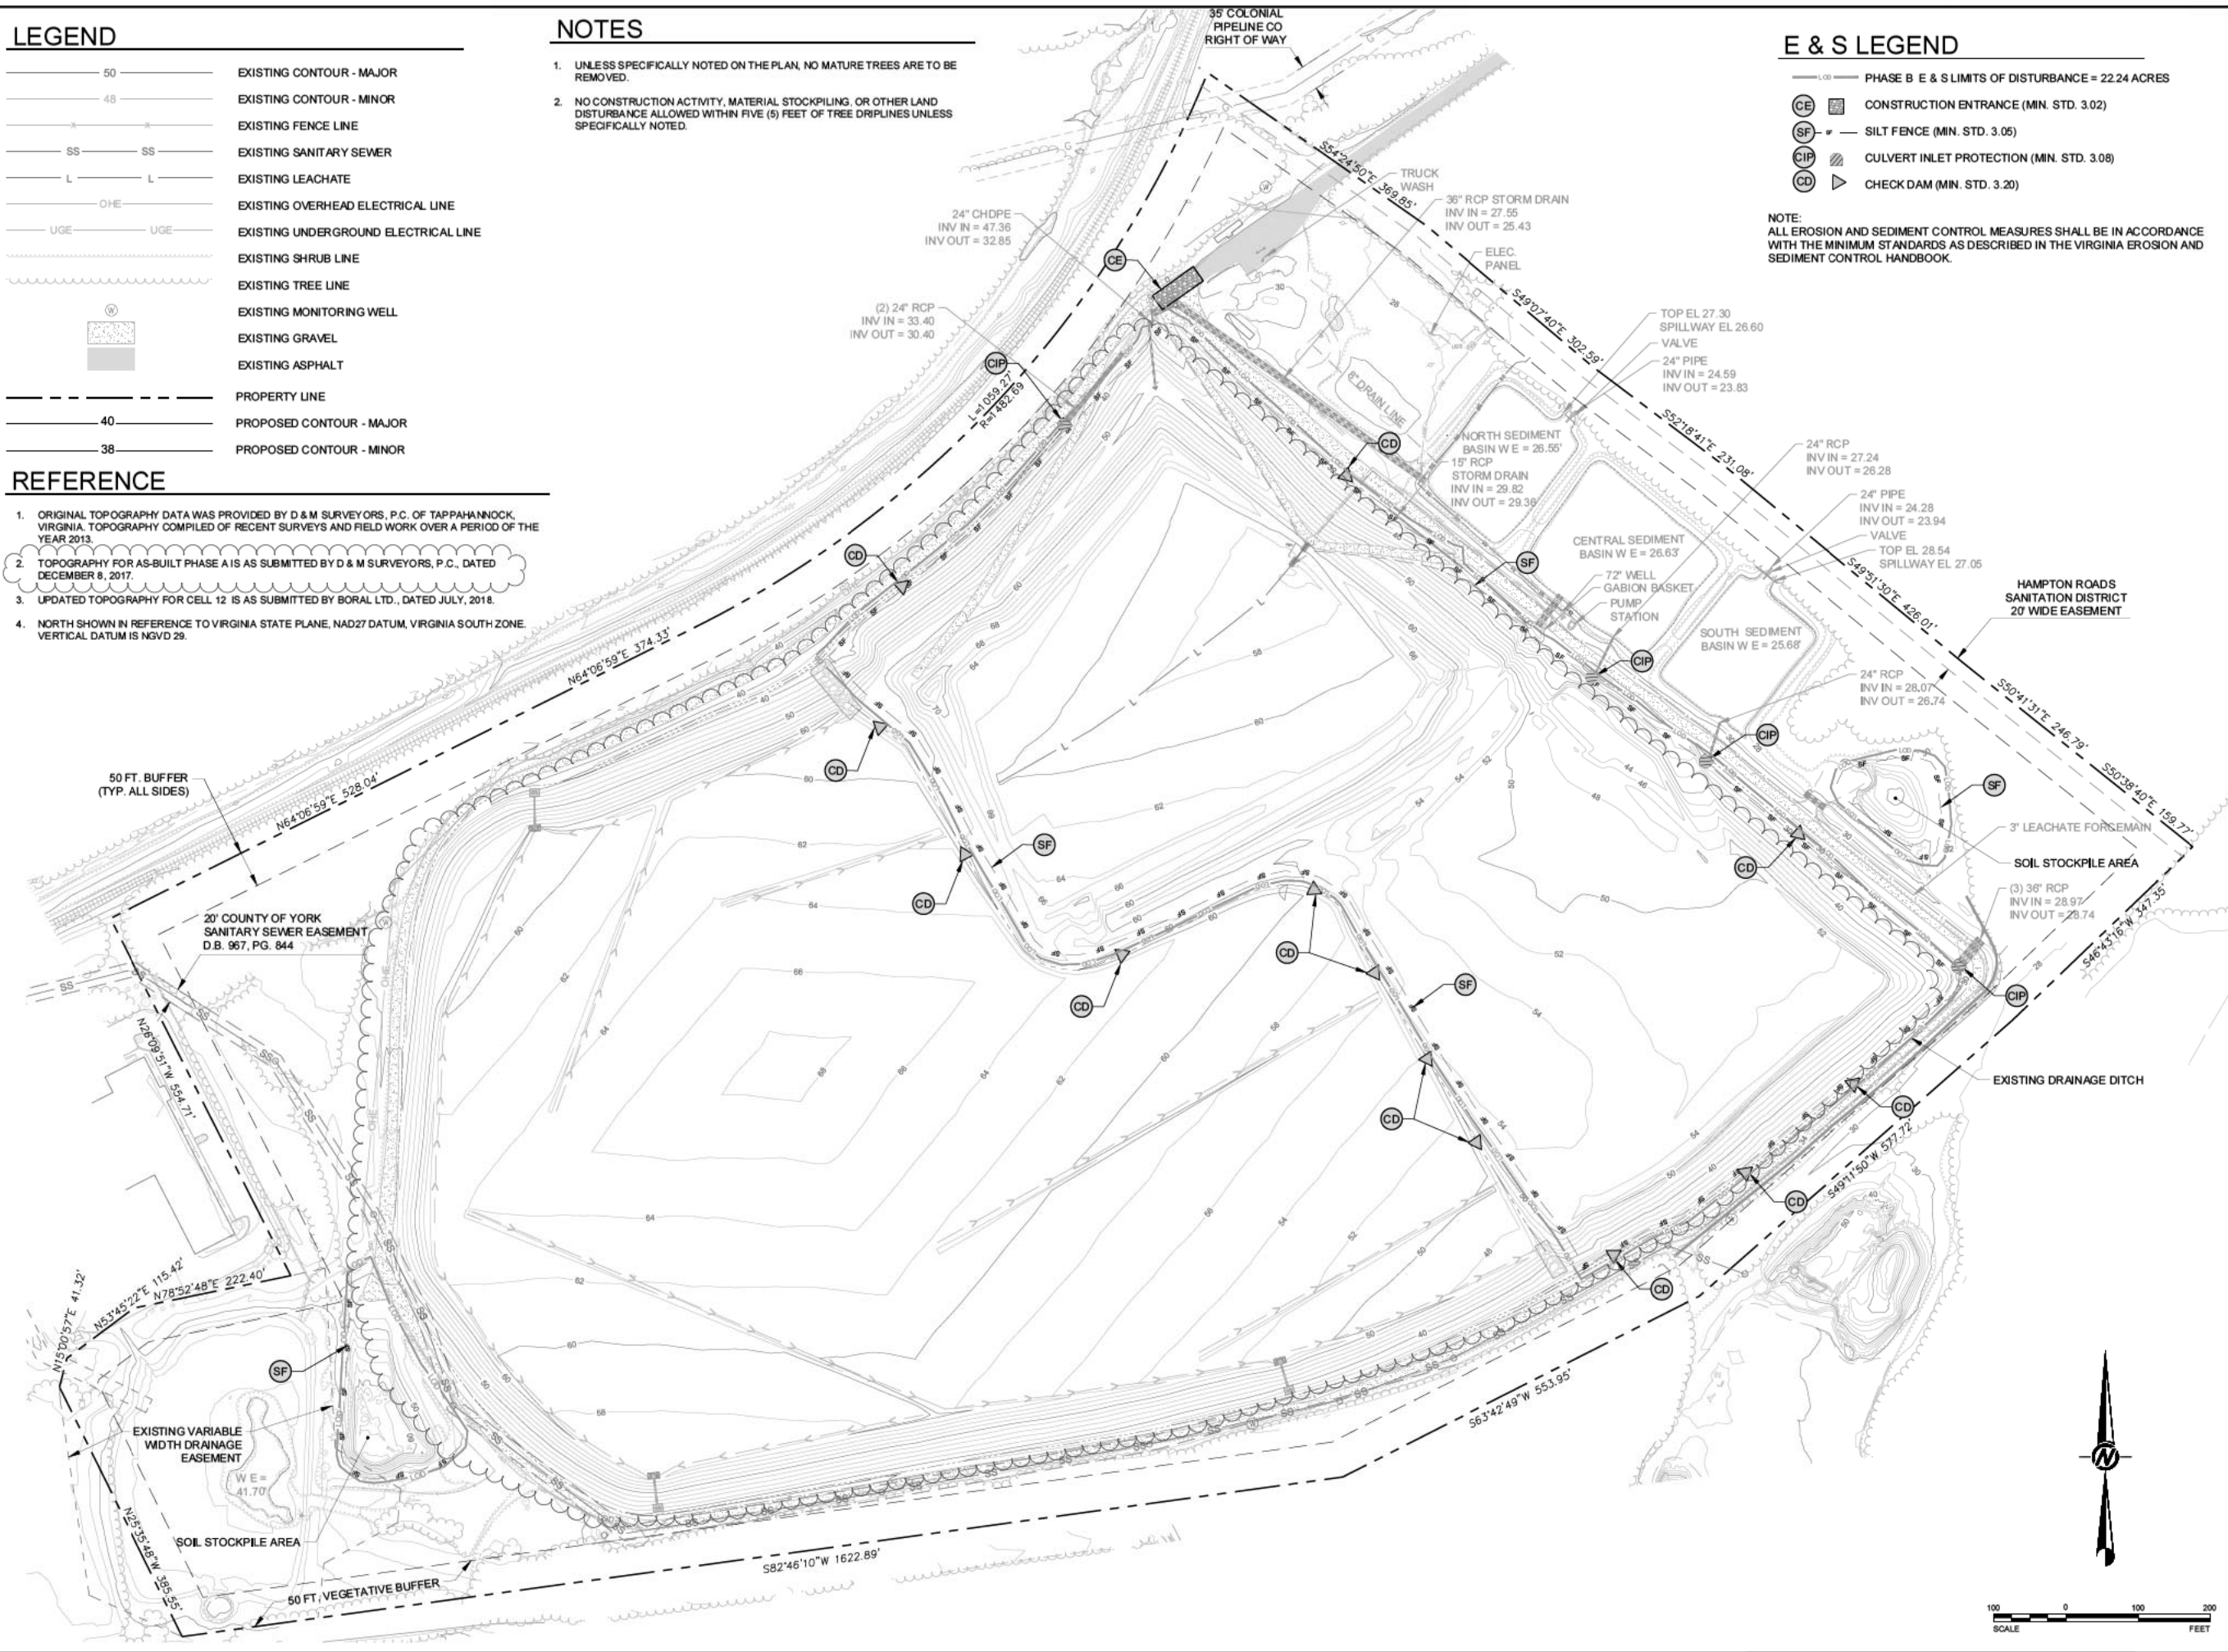 LEGEND
50 EXISTING CONTOUR - MAJOR
48 EXISTING CONTOUR - MINOR
X X EXISTING FENCE LINE
SS SS EXISTING SANITARY SEWER
L L EXISTING LEACHATE
OHE EXISTING OVERHEAD ELECTRICAL LINE
UGE UGE EXISTING UNDERGROUND ELECTRICAL LINE
EXISTING SHRUB LINE
EXISTING TREE LINE
W EXISTING MONITORING WELL
EXISTING GRAVEL
EXISTING ASPHALT
PROPERTY LINE
40 PROPOSED CONTOUR - MAJOR
38 PROPOSED CONTOUR - MINOR
REFERENCE
1. ORIGINAL TOPOGRAPHY DATA WAS PROVIDED BY D & M SURVEYORS, P.C. OF TAPPAHANNOCK,
VIRGINIA. TOPOGRAPHY COMPILED OF RECENT SURVEYS AND FIELD WORK OVER A PERIOD OF THE
YEAR 2013.
2. TOPOGRAPHY FOR AS-BUILT PHASE A IS AS SUBMITTED BY D & M SURVEYORS, P.C., DATED
DECEMBER 8, 2017.
3. UPDATED TOPOGRAPHY FOR CELL 12 IS AS SUBMITTED BY BORAL LTD., DATED JULY, 2018.
4. NORTH SHOWN IN REFERENCE TO VIRGINIA STATE PLANE, NAD27 DATUM, VIRGINIA SOUTH ZONE.
VERTICAL DATUM IS NGVD 29.
NOTES
1. UNLESS SPECIFICALLY NOTED ON THE PLAN, NO MATURE TREES ARE TO BE
REMOVED.
2. NO CONSTRUCTION ACTIVITY, MATERIAL STOCKPILING, OR OTHER LAND
DISTURBANCE ALLOWED WITHIN FIVE (5) FEET OF TREE DRIPLINES UNLESS
SPECIFICALLY NOTED.
E & S LEGEND
LOD PHASE B E & S LIMITS OF DISTURBANCE = 22.24 ACRES
CE CONSTRUCTION ENTRANCE (MIN. STD. 3.02)
SF SF SILT FENCE (MIN. STD. 3.05)
CIP CULVERT INLET PROTECTION (MIN. STD. 3.08)
CD CHECK DAM (MIN. STD. 3.20)
NOTE:
ALL EROSION AND SEDIMENT CONTROL MEASURES SHALL BE IN ACCORDANCE
WITH THE MINIMUM STANDARDS AS DESCRIBED IN THE VIRGINIA EROSION AND
SEDIMENT CONTROL HANDBOOK.
35' COLONIAL
PIPELINE CO
RIGHT OF WAY
S54°24'50"E 369.85'
TRUCK
WASH
36" RCP STORM DRAIN
INV IN = 27.55
INV OUT = 25.43
24" CHDPE
INV IN = 47.36
INV OUT = 32.85
CE
ELEC.
PANEL
S49°07'40"E 302.59'
(2) 24" RCP
INV IN = 33.40
INV OUT = 30.40
CIP
L=1059.27'
R=1482.69
TOP EL 27.30
SPILLWAY EL 26.60
VALVE
24" PIPE
INV IN = 24.59
INV OUT = 23.83
8" DRAIN LINE
S52°18'41"E 231.08'
CD
NORTH SEDIMENT
BASIN W E = 26.55'
15" RCP
STORM DRAIN
INV IN = 29.82
INV OUT = 29.36
24" RCP
INV IN = 27.24
INV OUT = 26.28
24" PIPE
INV IN = 24.28
INV OUT = 23.94
VALVE
TOP EL 28.54
SPILLWAY EL 27.05
CENTRAL SEDIMENT
BASIN W E = 26.63'
SF
CD
72" WELL
GABION BASKET
PUMP
STATION
S49°51'30"E 426.01'
HAMPTON ROADS
SANITATION DISTRICT
20' WIDE EASEMENT
SOUTH SEDIMENT
BASIN W E = 25.68'
CIP
24" RCP
INV IN = 28.07
INV OUT = 26.74
S50°41'31"E 246.79'
N64°06'59"E 374.33'
CIP
CD
50 FT. BUFFER
(TYP. ALL SIDES)
N64°06'59"E 528.04'
SF
S50°38'40"E 159.77'
3" LEACHATE FORCEMAIN
SOIL STOCKPILE AREA
SF
CD
CD
(3) 36" RCP
INV IN = 28.97
INV OUT = 28.74
S46°43'16"W 347.35'
20' COUNTY OF YORK
SANITARY SEWER EASEMENT
D.B. 967, PG. 844
CD
SF
CD
CIP
N26°09'51"W 554.71'
EXISTING DRAINAGE DITCH
CD
CD
S49°11'50"W 577.72'
CD
CD
N53°45'22"E 115.42'
N78°52'48"E 222.40'
N15°00'57"E 41.32'
SF
S63°42'49"W 553.95'
EXISTING VARIABLE
WIDTH DRAINAGE
EASEMENT
W E =
41.70'
N25°35'48"W 385.55'
SOIL STOCKPILE AREA
S82°46'10"W 1622.89'
50 FT. VEGETATIVE BUFFER
N
100 0 100 200
SCALE FEET